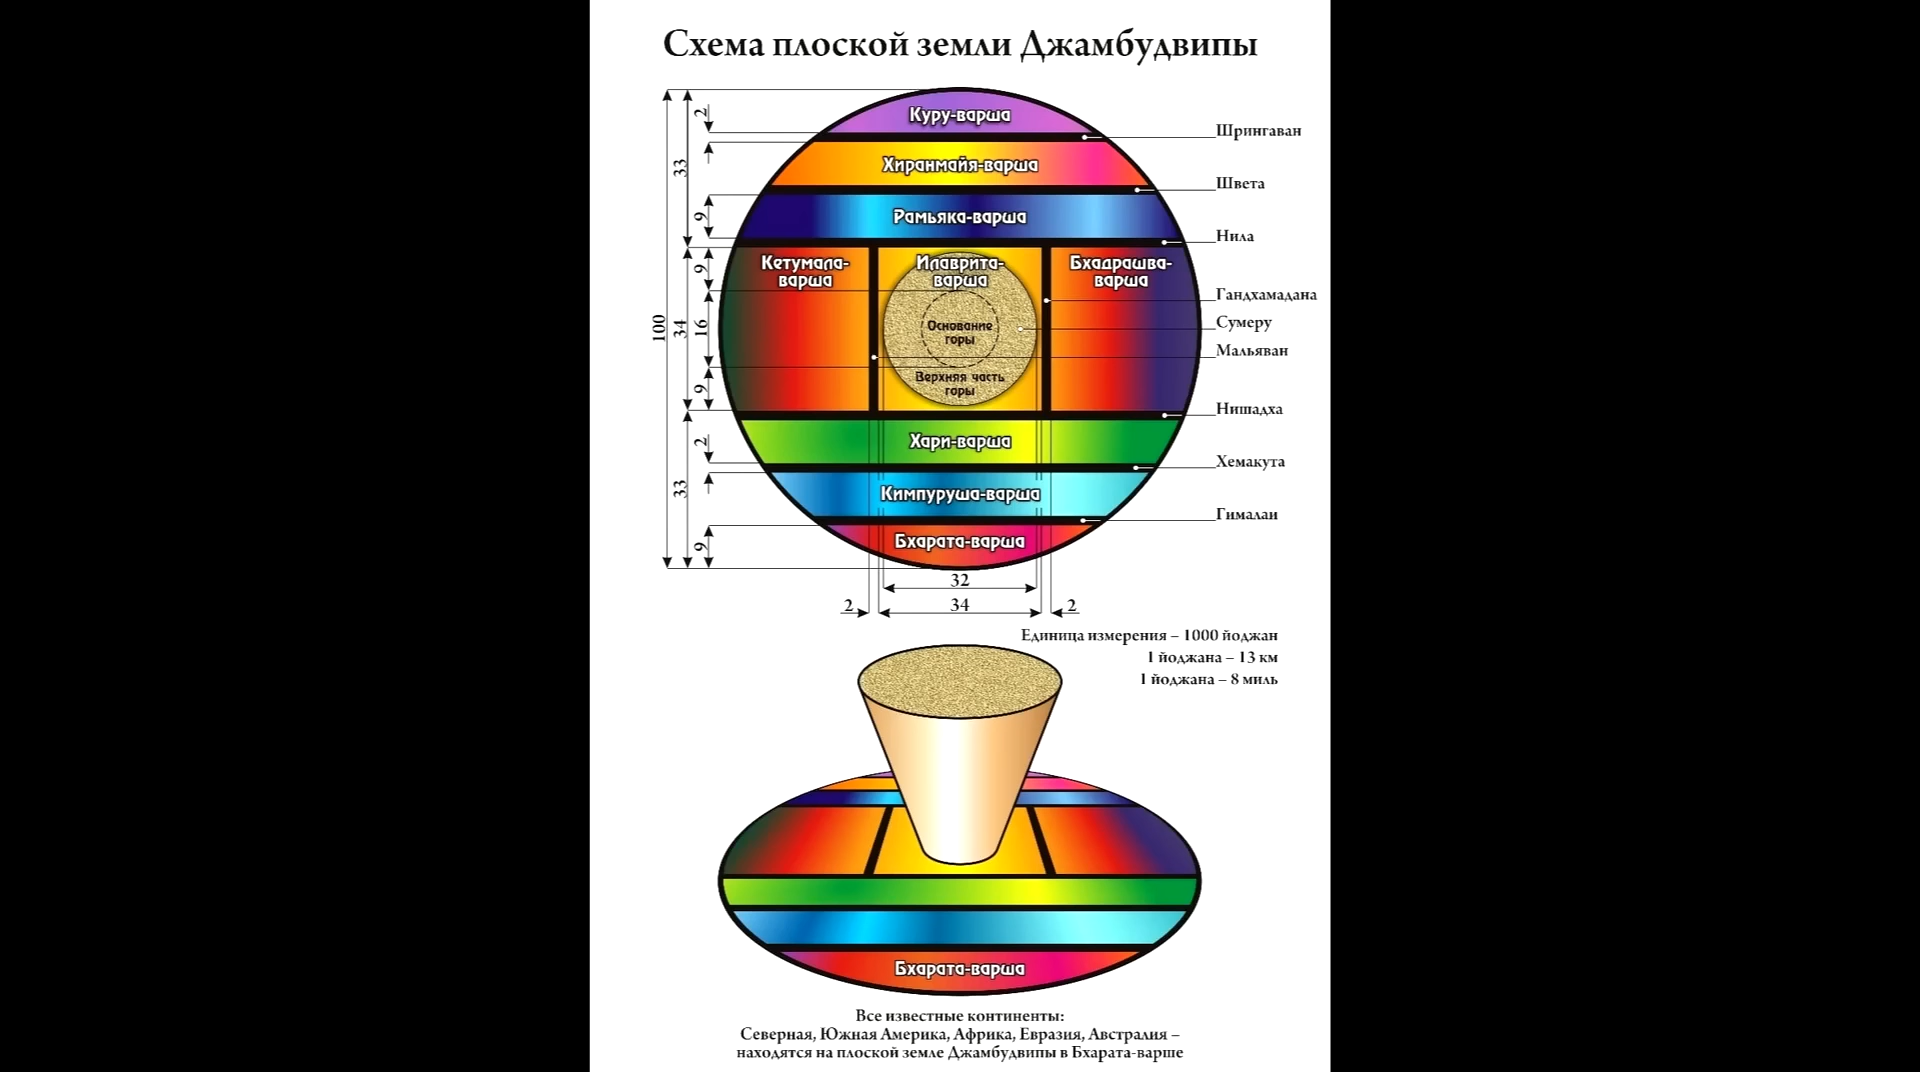 Схема плоской земли Джамбудвипы
Куру-варша
2
Шрингаван
Хиранмайя-варша
33
Швета
Рамьяка-варша
9
Нила
Кетумала-
варша
Илаврита-
варша
Бхадрашва-
варша
9
Гандхамадана
100
34
16
Основание
горы
Сумеру
Мальяван
Верхняя часть
горы
9
Нишадха
Хари-варша
2
Хемакута
33
Кимпуруша-варша
Гималаи
Бхарата-варша
9
32
2
34
2
Единица измерения – 1000 йоджан
1 йоджана – 13 км
1 йоджана – 8 миль
Бхарата-варша
Все известные континенты:
Северная, Южная Америка, Африка, Евразия, Австралия –
находятся на плоской земле Джамбудвипы в Бхарата-варше